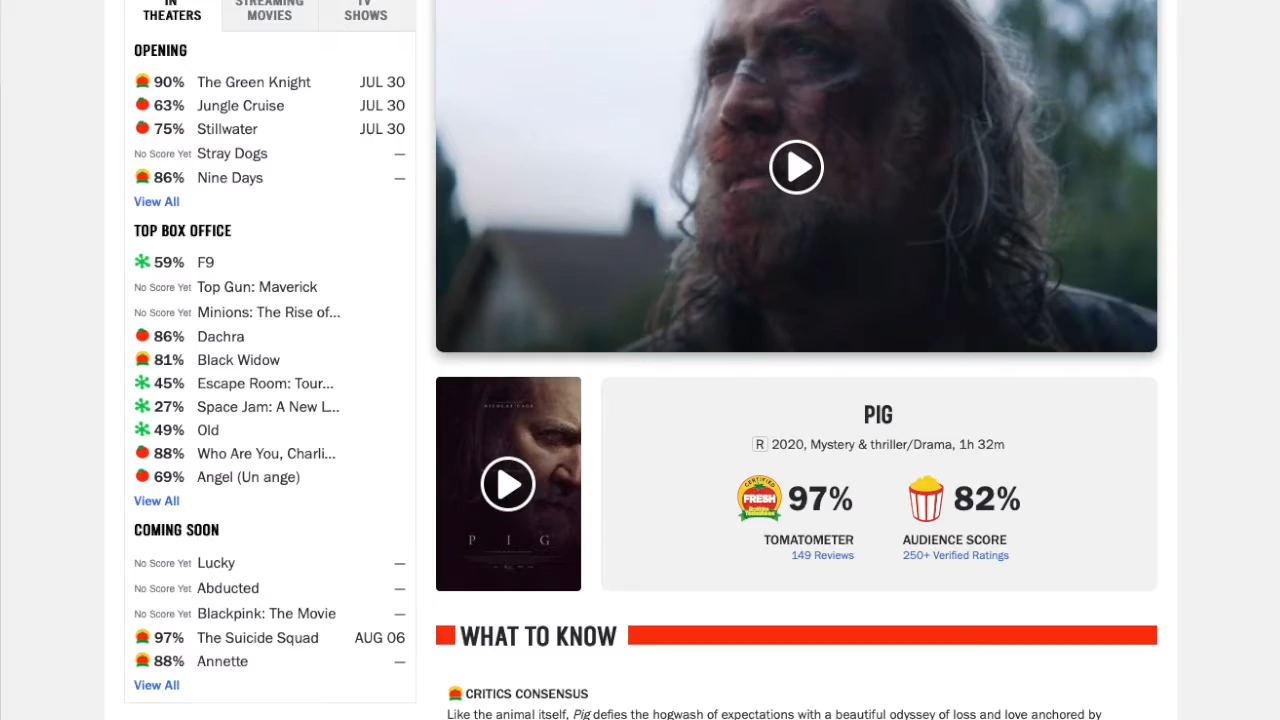 IN THEATERS
STREAMING MOVIES
TV SHOWS
OPENING
90% The Green Knight JUL 30
63% Jungle Cruise JUL 30
75% Stillwater JUL 30
No Score Yet Stray Dogs —
86% Nine Days —
View All
TOP BOX OFFICE
59% F9
No Score Yet Top Gun: Maverick
No Score Yet Minions: The Rise of...
86% Dachra
81% Black Widow
45% Escape Room: Tour...
27% Space Jam: A New L...
49% Old
88% Who Are You, Charli...
69% Angel (Un ange)
View All
COMING SOON
No Score Yet Lucky —
No Score Yet Abducted —
No Score Yet Blackpink: The Movie —
97% The Suicide Squad AUG 06
88% Annette —
View All
NICOLAS CAGE
P I G
PIG
R 2020, Mystery & thriller/Drama, 1h 32m
CERTIFIED
FRESH
97%
82%
TOMATOMETER
149 Reviews
AUDIENCE SCORE
250+ Verified Ratings
WHAT TO KNOW
CRITICS CONSENSUS
Like the animal itself, Pig defies the hogwash of expectations with a beautiful odyssey of loss and love anchored by